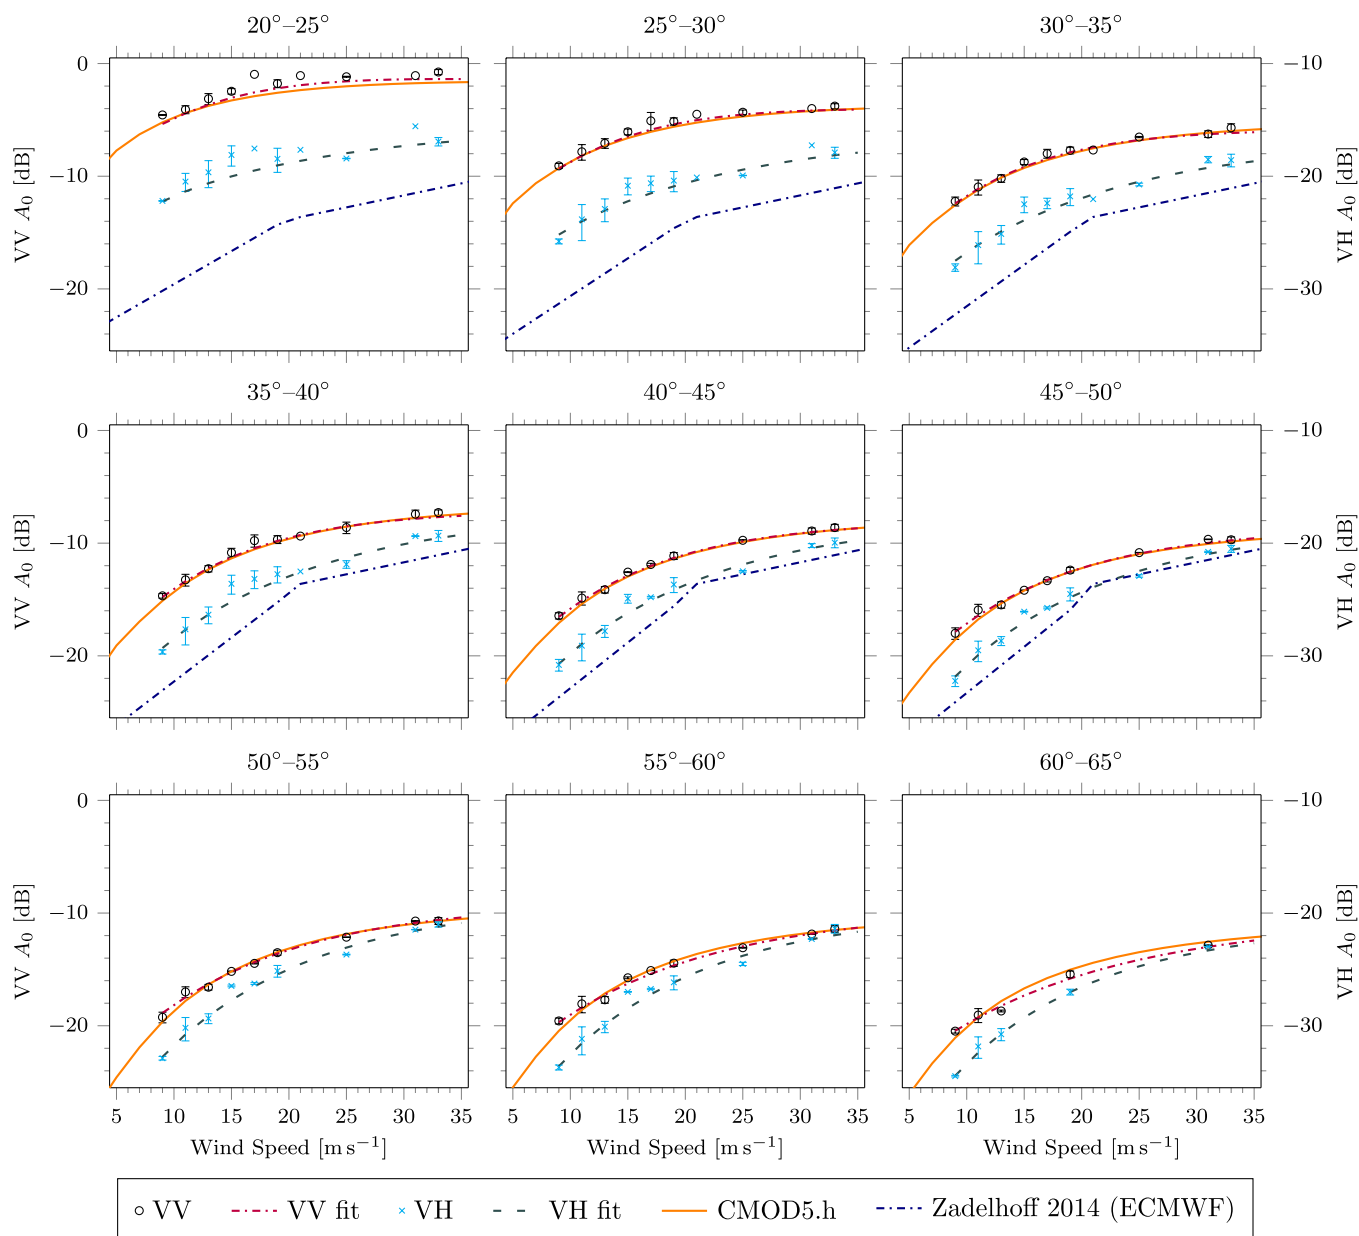 20°–25° 25°–30° 30°–35°
0 −10
−10 −20
−20 −30
VV A₀ [dB] VH A₀ [dB]
35°–40° 40°–45° 45°–50°
0 −10
−10 −20
−20 −30
VV A₀ [dB] VH A₀ [dB]
50°–55° 55°–60° 60°–65°
0 −10
−10 −20
−20 −30
VV A₀ [dB] VH A₀ [dB]
5 10 15 20 25 30 35 5 10 15 20 25 30 35 5 10 15 20 25 30 35
Wind Speed [m s⁻¹] Wind Speed [m s⁻¹] Wind Speed [m s⁻¹]
VV VV fit VH VH fit CMOD5.h Zadelhoff 2014 (ECMWF)